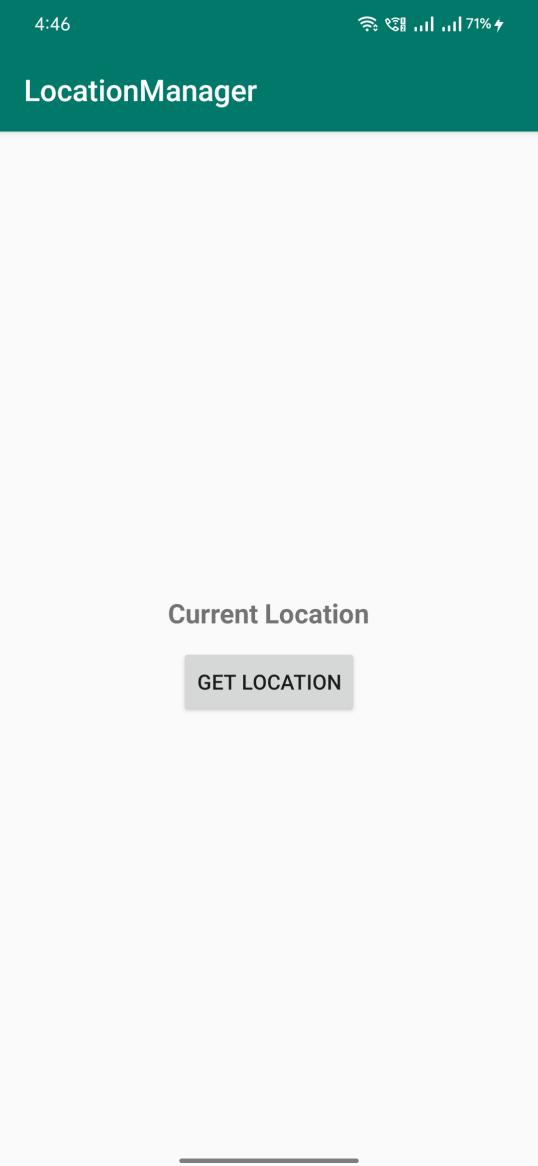 4:46 71%
LocationManager
Current Location
GET LOCATION